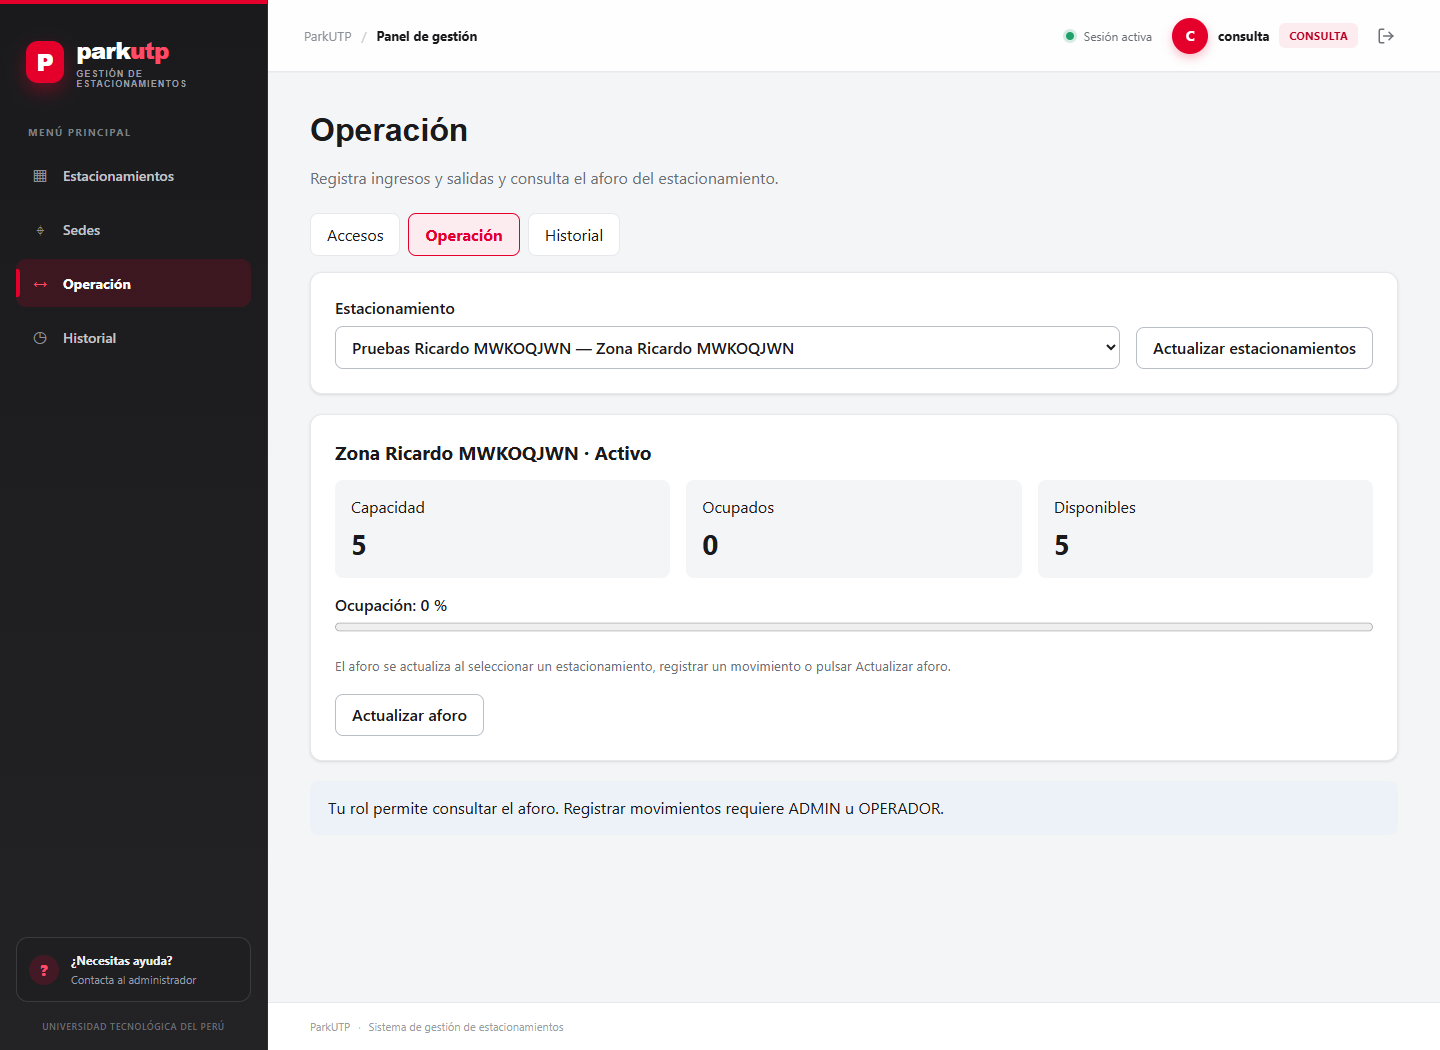 P
parkutp
GESTIÓN DE
ESTACIONAMIENTOS
MENÚ PRINCIPAL
Estacionamientos
Sedes
Operación
Historial
¿Necesitas ayuda?
Contacta al administrador
UNIVERSIDAD TECNOLÓGICA DEL PERÚ
ParkUTP / Panel de gestión
Sesión activa
C
consulta
CONSULTA
Operación
Registra ingresos y salidas y consulta el aforo del estacionamiento.
Accesos
Operación
Historial
Estacionamiento
Pruebas Ricardo MWKOQJWN — Zona Ricardo MWKOQJWN
Actualizar estacionamientos
Zona Ricardo MWKOQJWN · Activo
Capacidad
5
Ocupados
0
Disponibles
5
Ocupación: 0 %
El aforo se actualiza al seleccionar un estacionamiento, registrar un movimiento o pulsar Actualizar aforo.
Actualizar aforo
Tu rol permite consultar el aforo. Registrar movimientos requiere ADMIN u OPERADOR.
ParkUTP · Sistema de gestión de estacionamientos